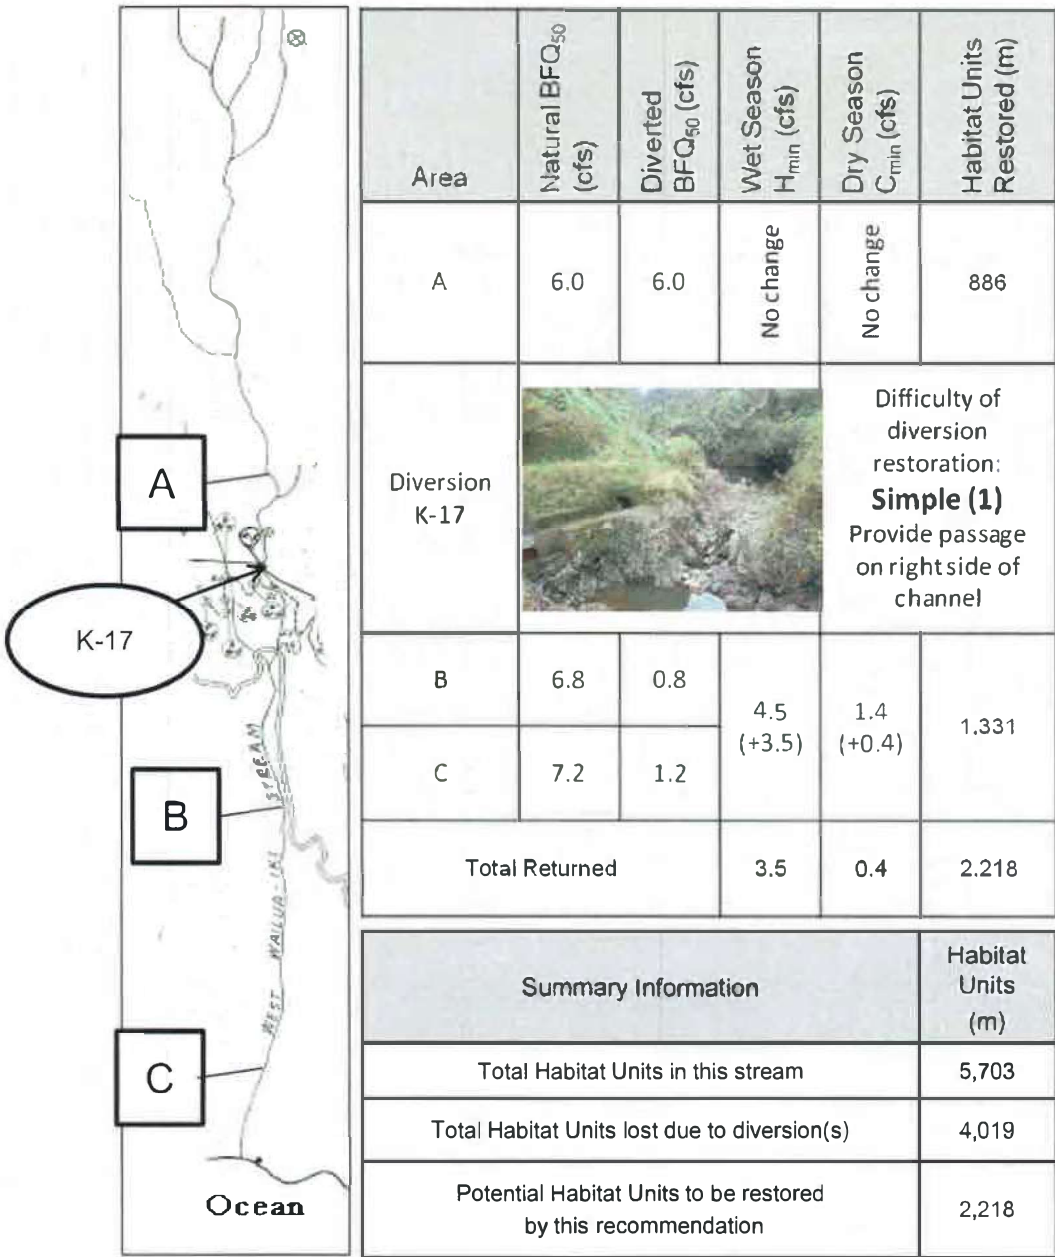 Area
Natural BFQ50 (cfs)
Diverted BFQ50 (cfs)
Wet Season Hmin (cfs)
Dry Season Cmin (cfs)
Habitat Units Restored (m)
A
6.0
6.0
No change
No change
886
Diversion
K-17
Difficulty of
diversion
restoration:
Simple (1)
Provide passage
on right side of
channel
B
6.8
0.8
4.5
(+3.5)
1.4
(+0.4)
1,331
C
7.2
1.2
Total Returned
3.5
0.4
2.218
Summary Information
Habitat
Units
(m)
Total Habitat Units in this stream
5,703
Total Habitat Units lost due to diversion(s)
4,019
Potential Habitat Units to be restored
by this recommendation
2,218
A
K-17
B
C
WEST WAILUA-IKI STREAM
Ocean